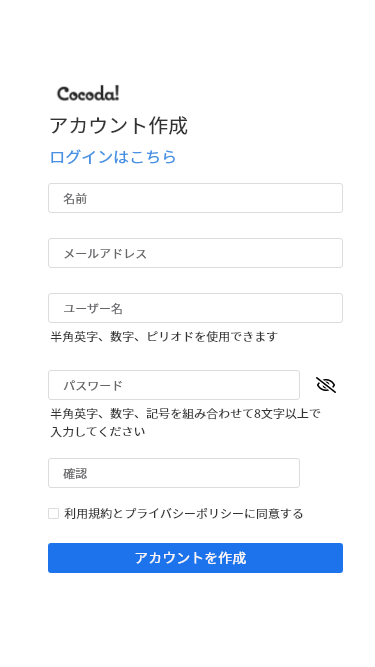 Cocoda!
アカウント作成
ログインはこちら
名前
メールアドレス
ユーザー名
半角英字、数字、ピリオドを使用できます
パスワード
半角英字、数字、記号を組み合わせて8文字以上で
入力してください
確認
利用規約とプライバシーポリシーに同意する
アカウントを作成